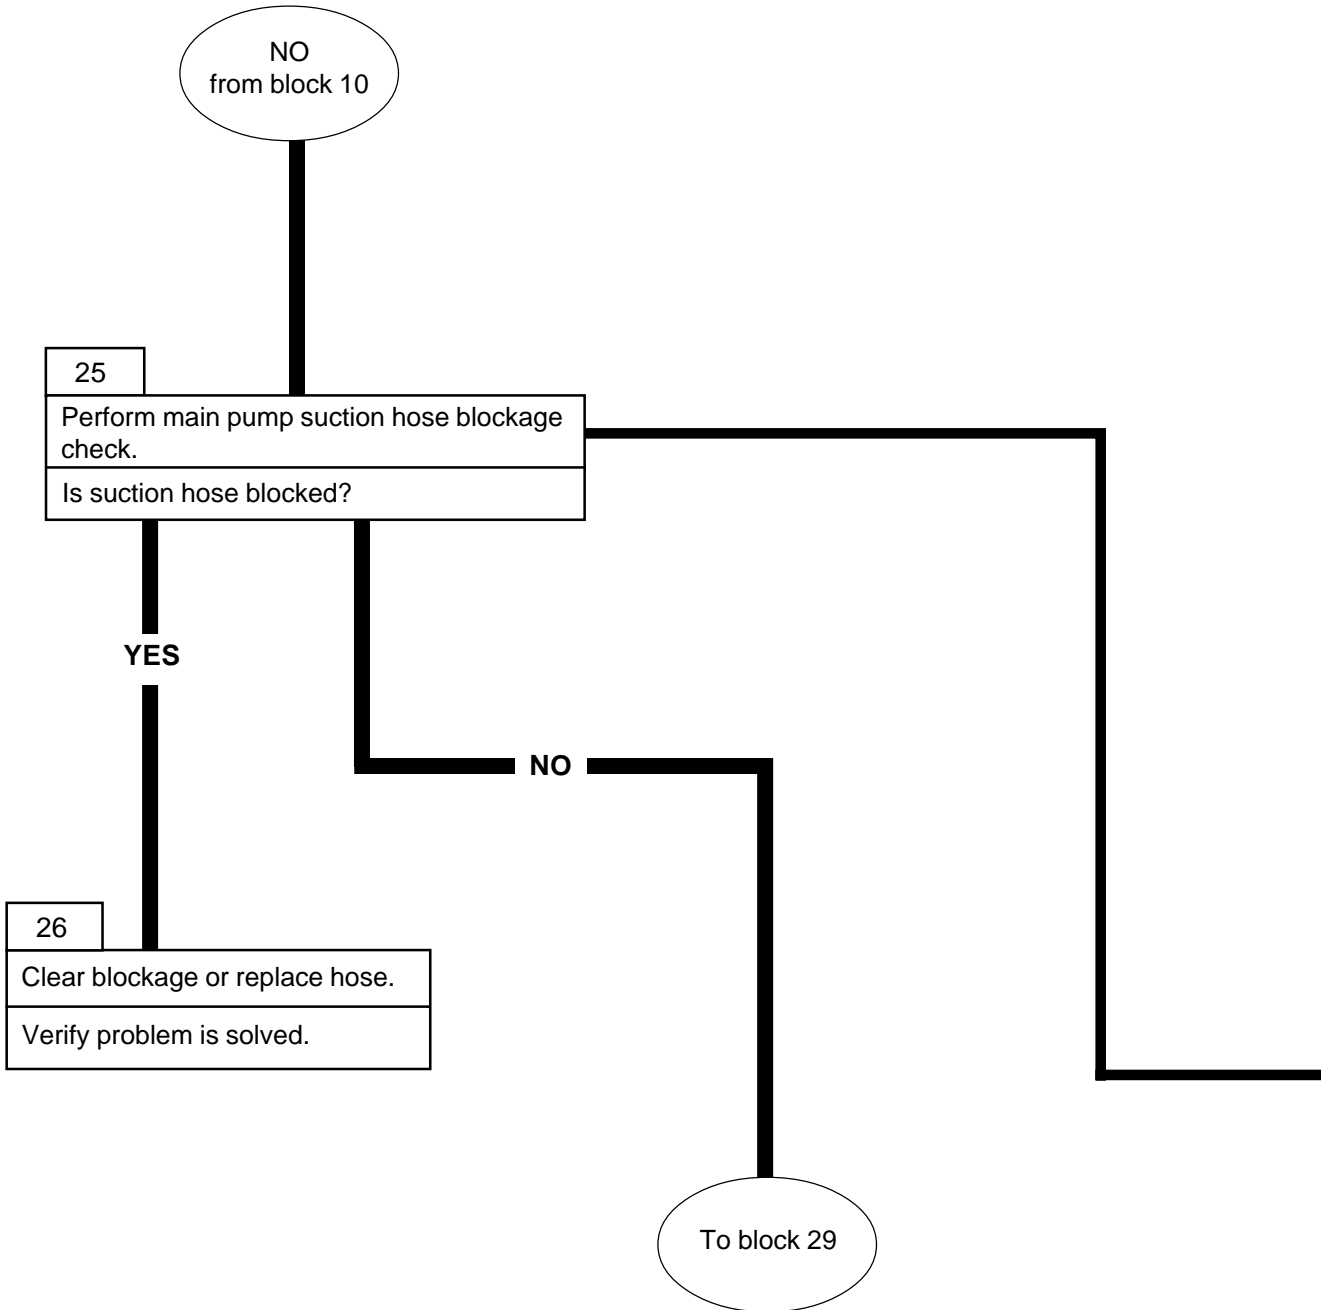 NO
from block 10
25
Perform main pump suction hose blockage
check.
Is suction hose blocked?
YES
NO
26
Clear blockage or replace hose.
Verify problem is solved.
To block 29